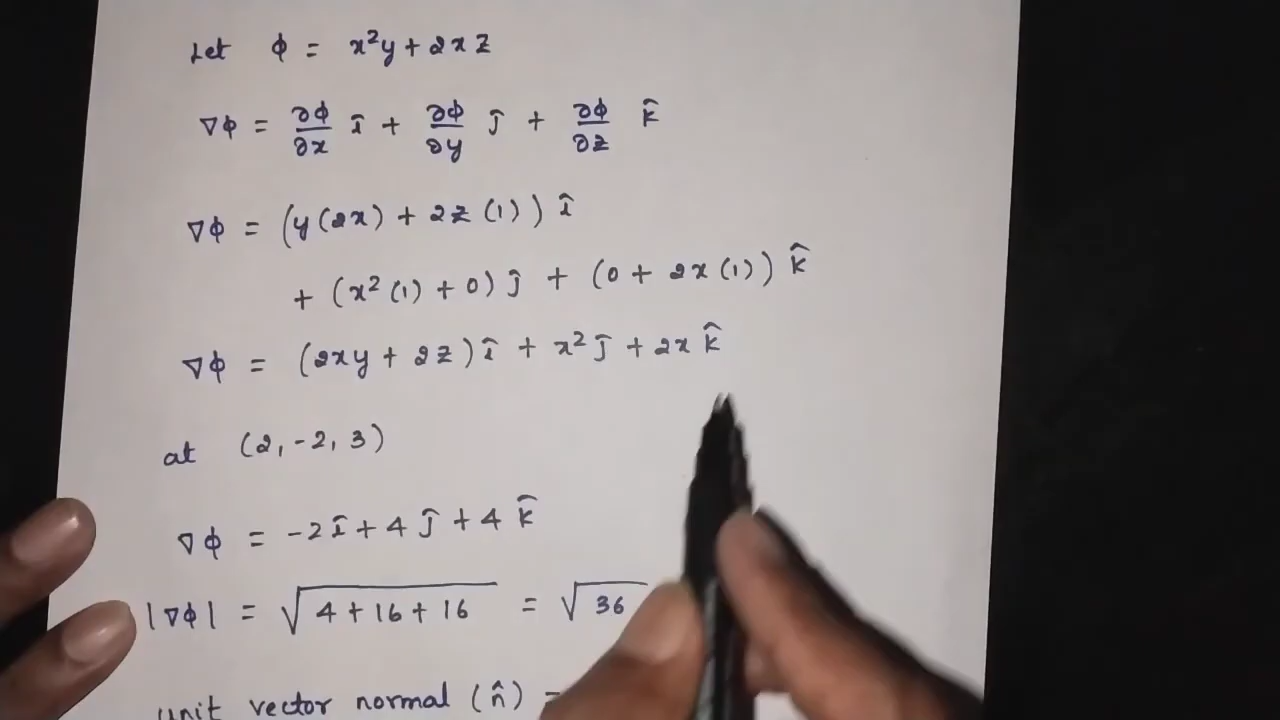 Let ϕ = x²y + 2xz
∇ϕ = ∂ϕ/∂x î + ∂ϕ/∂y ĵ + ∂ϕ/∂z k̂
∇ϕ = (y(2x) + 2z(1)) î
+ (x²(1) + 0) ĵ + (0 + 2x(1)) k̂
∇ϕ = (2xy + 2z) î + x² ĵ + 2x k̂
at (2, -2, 3)
∇ϕ = -2 î + 4 ĵ + 4 k̂
|∇ϕ| = √(4 + 16 + 16) = √36
unit vector normal (n̂) =